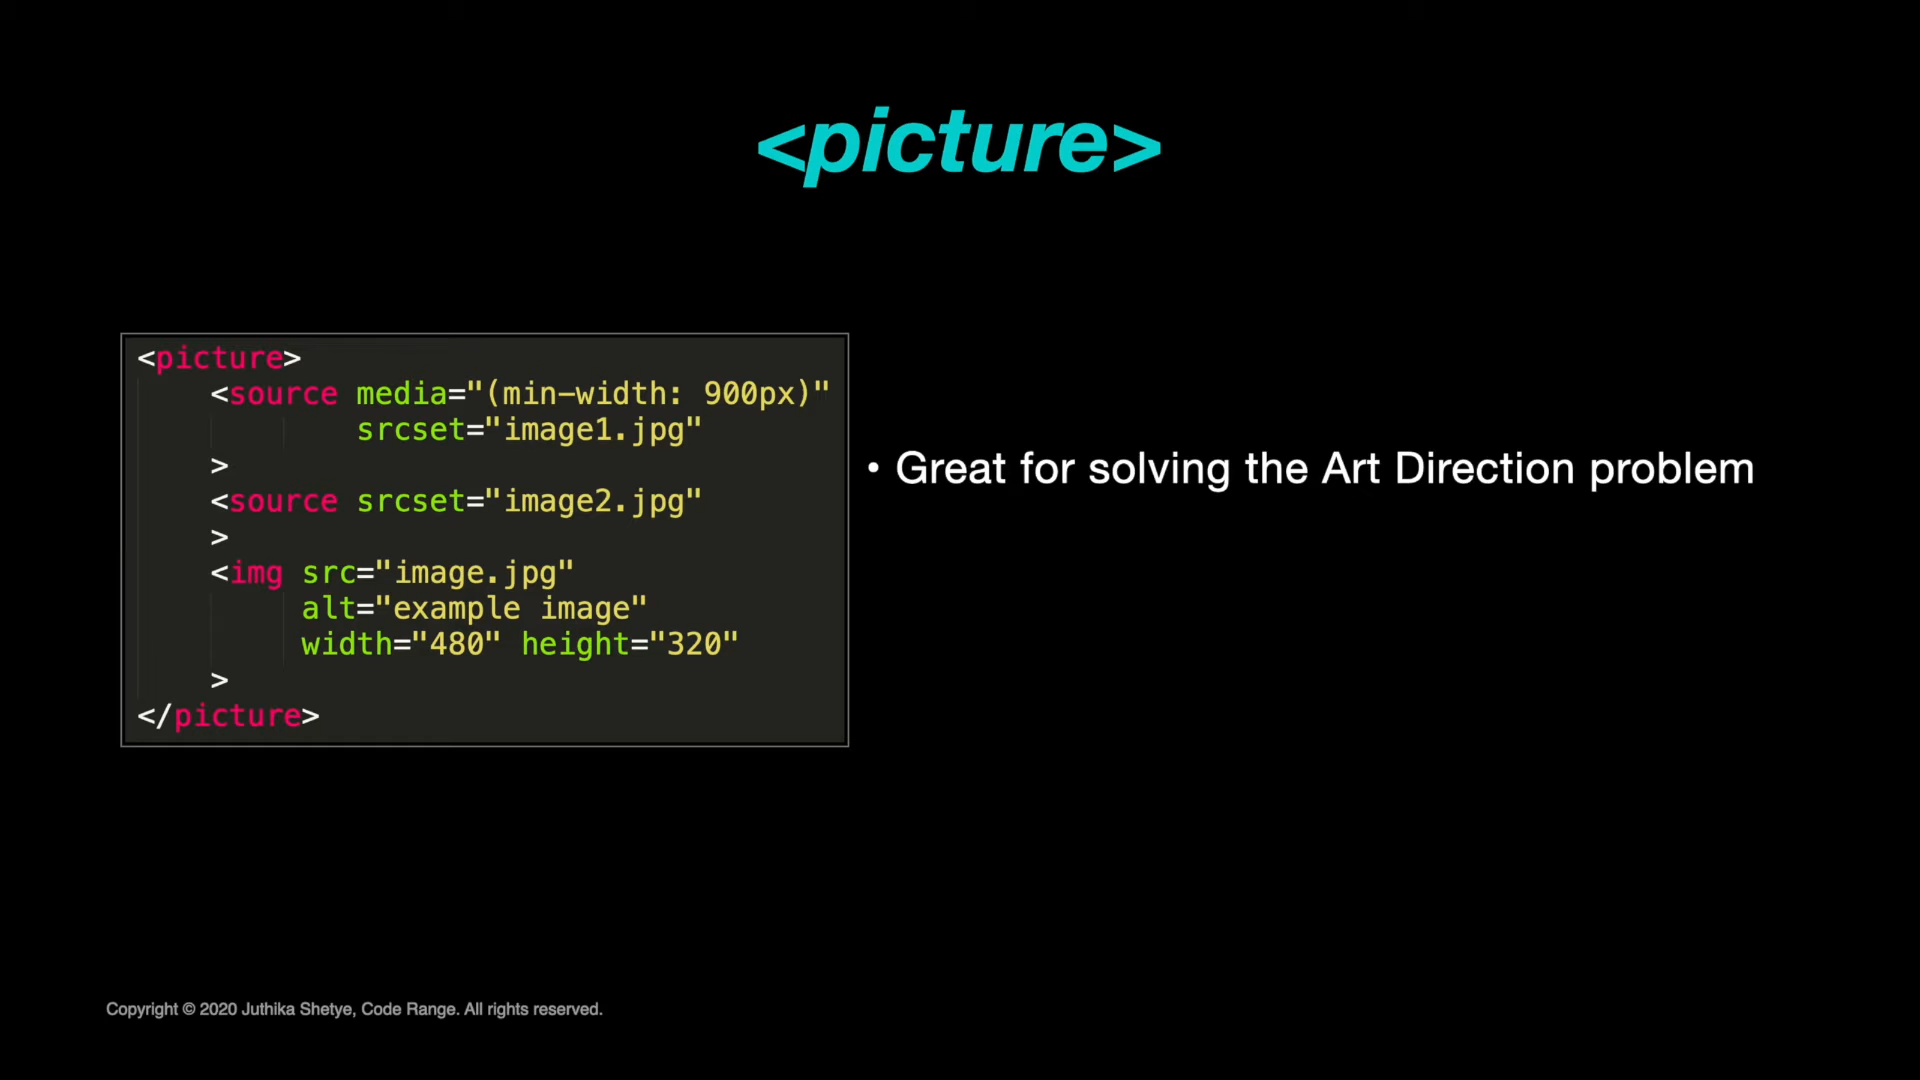 <picture>
<picture>
<source media="(min-width: 900px)"
srcset="image1.jpg"
>
<source srcset="image2.jpg"
>
<img src="image.jpg"
alt="example image"
width="480" height="320"
>
</picture>
• Great for solving the Art Direction problem
Copyright © 2020 Juthika Shetye, Code Range. All rights reserved.